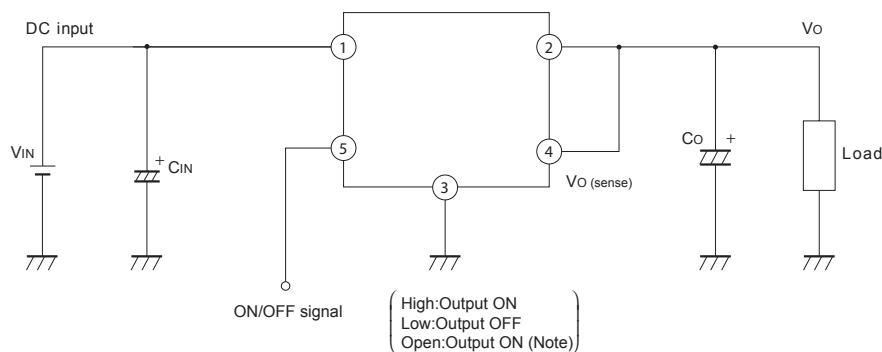 DC input
VO
1
2
VIN
+
CIN
5
4
CO
+
Load
VO (sense)
3
ON/OFF signal
High:Output ON
Low:Output OFF
Open:Output ON (Note)